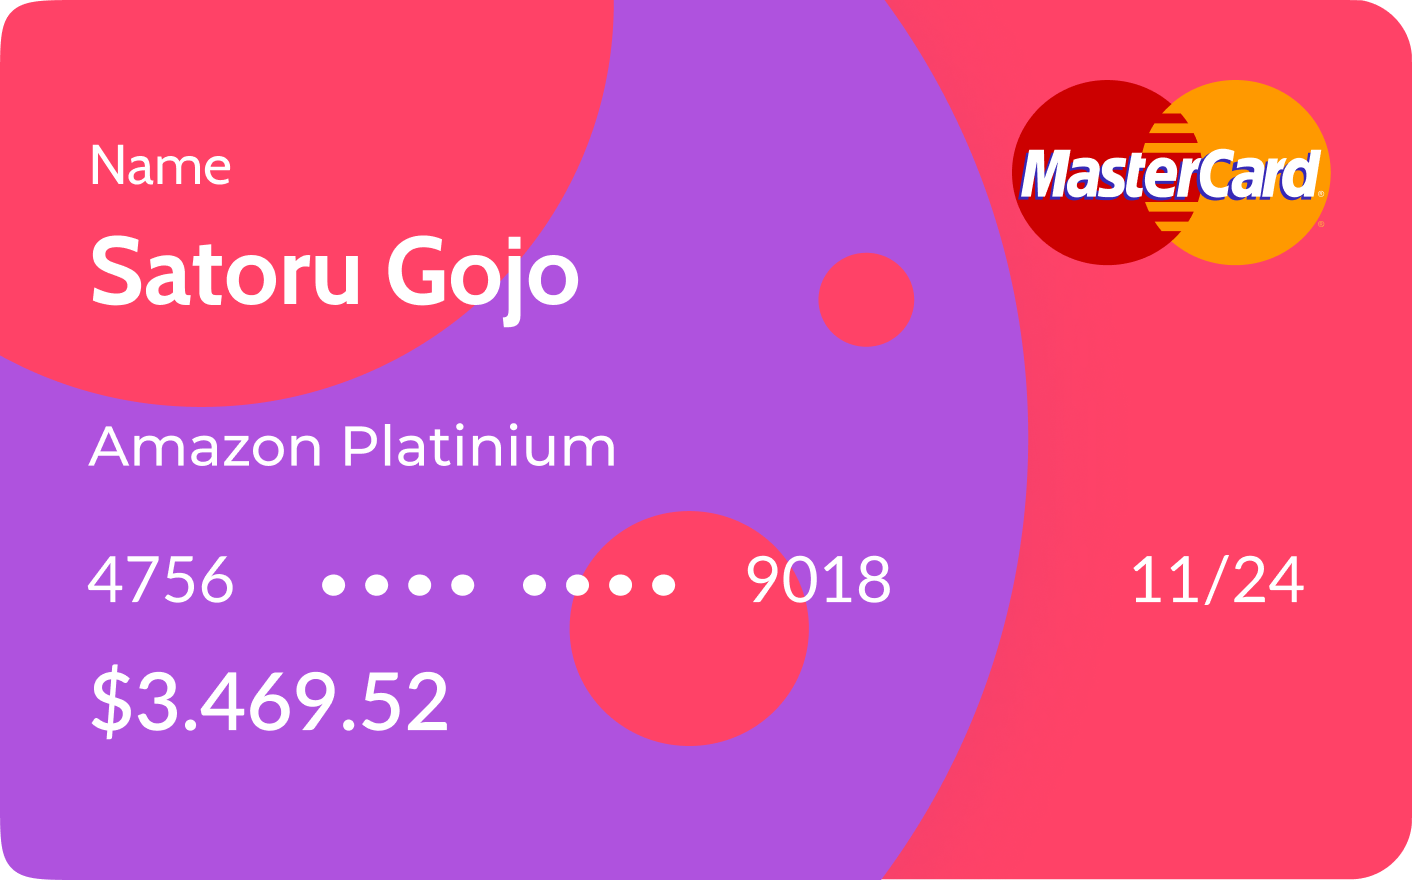 Name
MasterCard
Satoru Gojo
Amazon Platinium
4756 •••• •••• 9018 11/24
$3.469.52